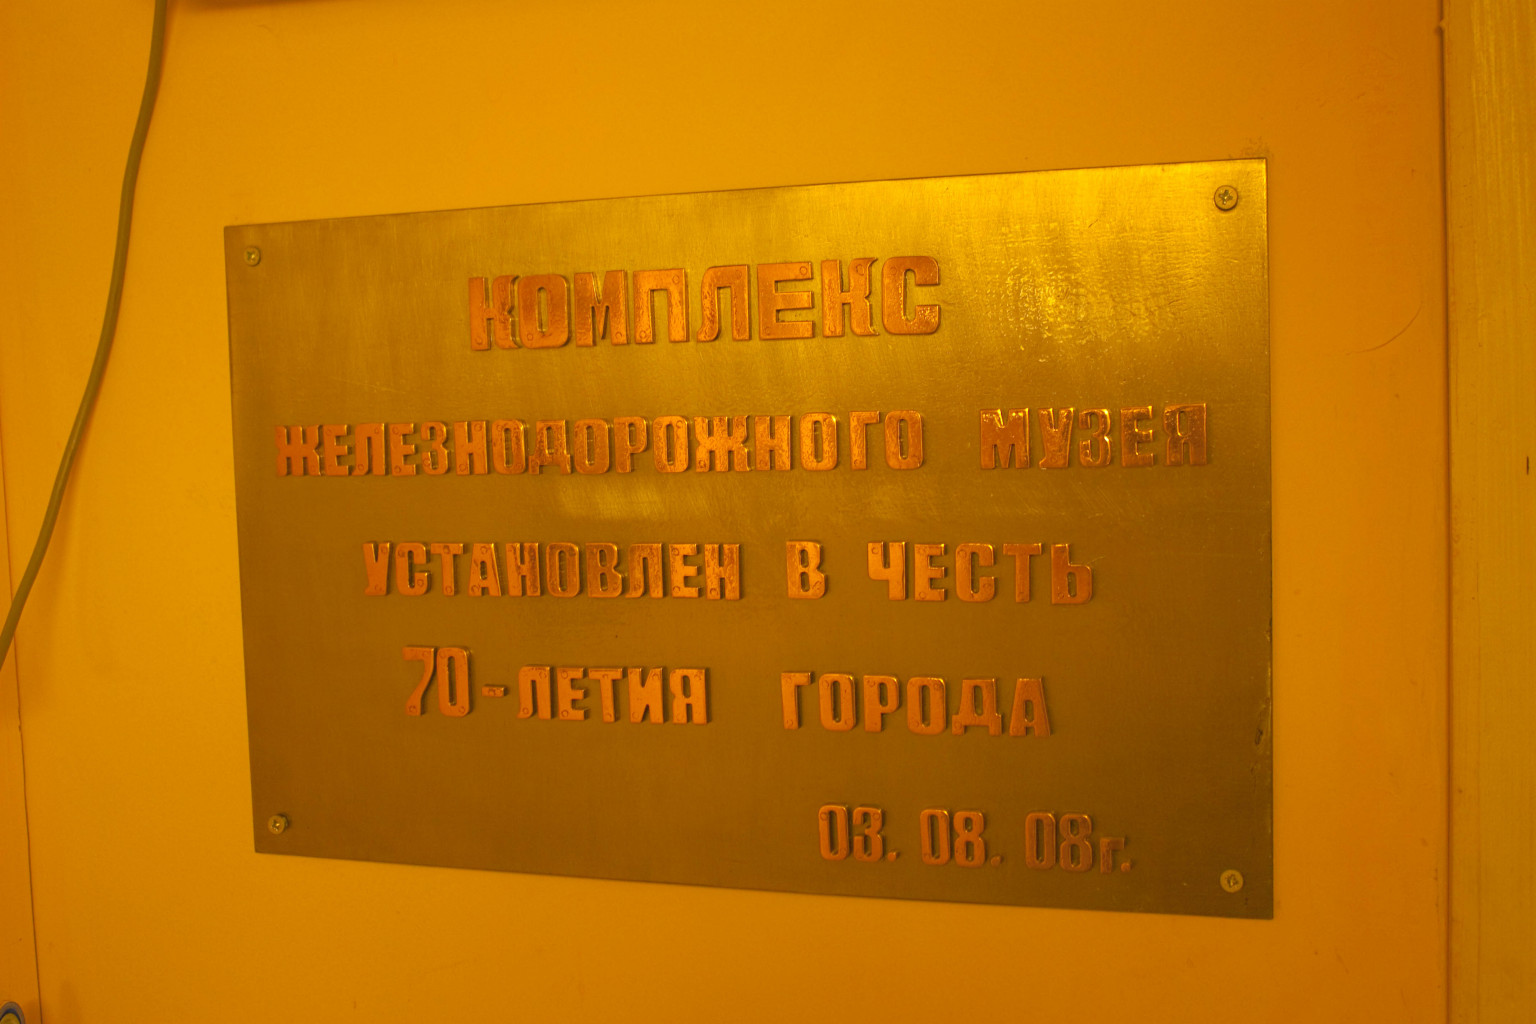 КОМПЛЕКС
ЖЕЛЕЗНОДОРОЖНОГО МУЗЕЯ
УСТАНОВЛЕН В ЧЕСТЬ
70-ЛЕТИЯ ГОРОДА
03.08.08г.